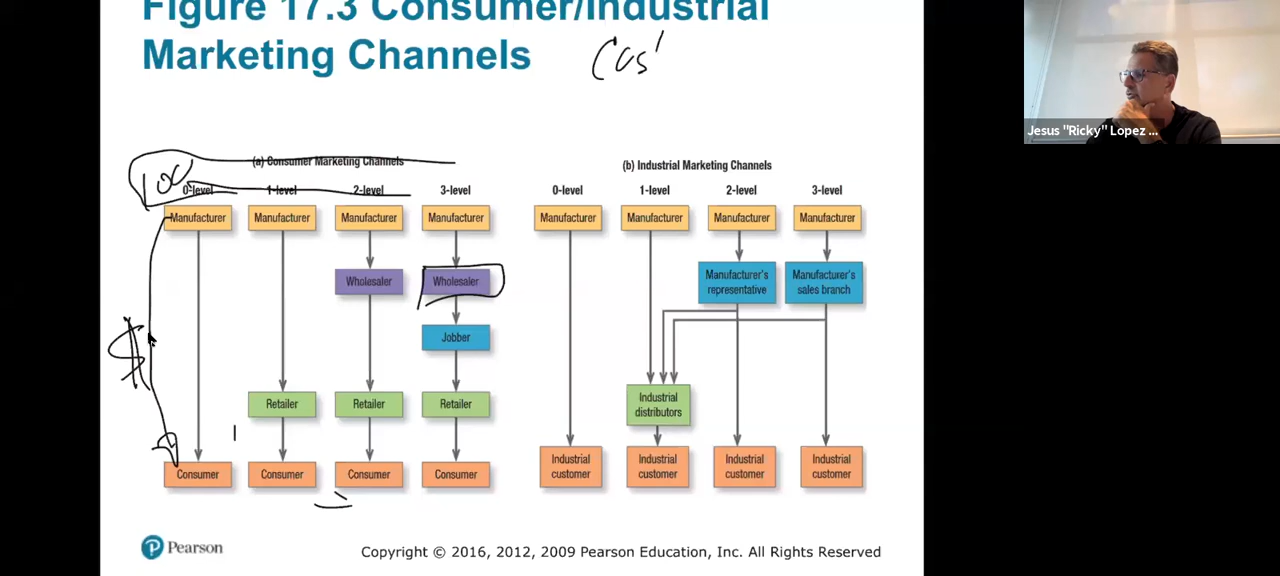 Figure 17.3 Consumer/Industrial
Marketing Channels
Jesus "Ricky" Lopez ...
(a) Consumer Marketing Channels
0-level 1-level 2-level 3-level
Manufacturer Manufacturer Manufacturer Manufacturer
Wholesaler Wholesaler
Jobber
$
Retailer Retailer Retailer
Consumer Consumer Consumer Consumer
(b) Industrial Marketing Channels
0-level 1-level 2-level 3-level
Manufacturer Manufacturer Manufacturer Manufacturer
Manufacturer's
representative
Manufacturer's
sales branch
Industrial
distributors
Industrial
customer
Industrial
customer
Industrial
customer
Industrial
customer
Pearson
Copyright © 2016, 2012, 2009 Pearson Education, Inc. All Rights Reserved